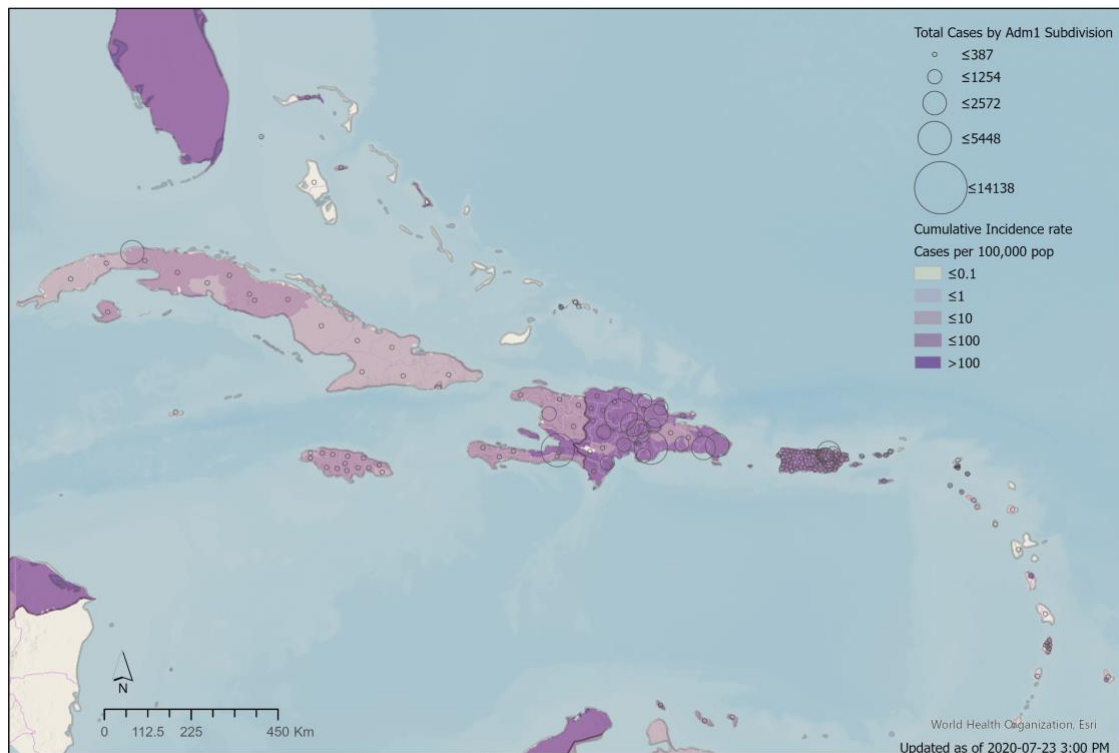 Total Cases by Adm1 Subdivision
≤387
≤1254
≤2572
≤5448
≤14138
Cumulative Incidence rate
Cases per 100,000 pop
≤0.1
≤1
≤10
≤100
>100
N
0 112.5 225 450 Km
World Health Organization, Esri
Updated as of 2020-07-23 3:00 PM